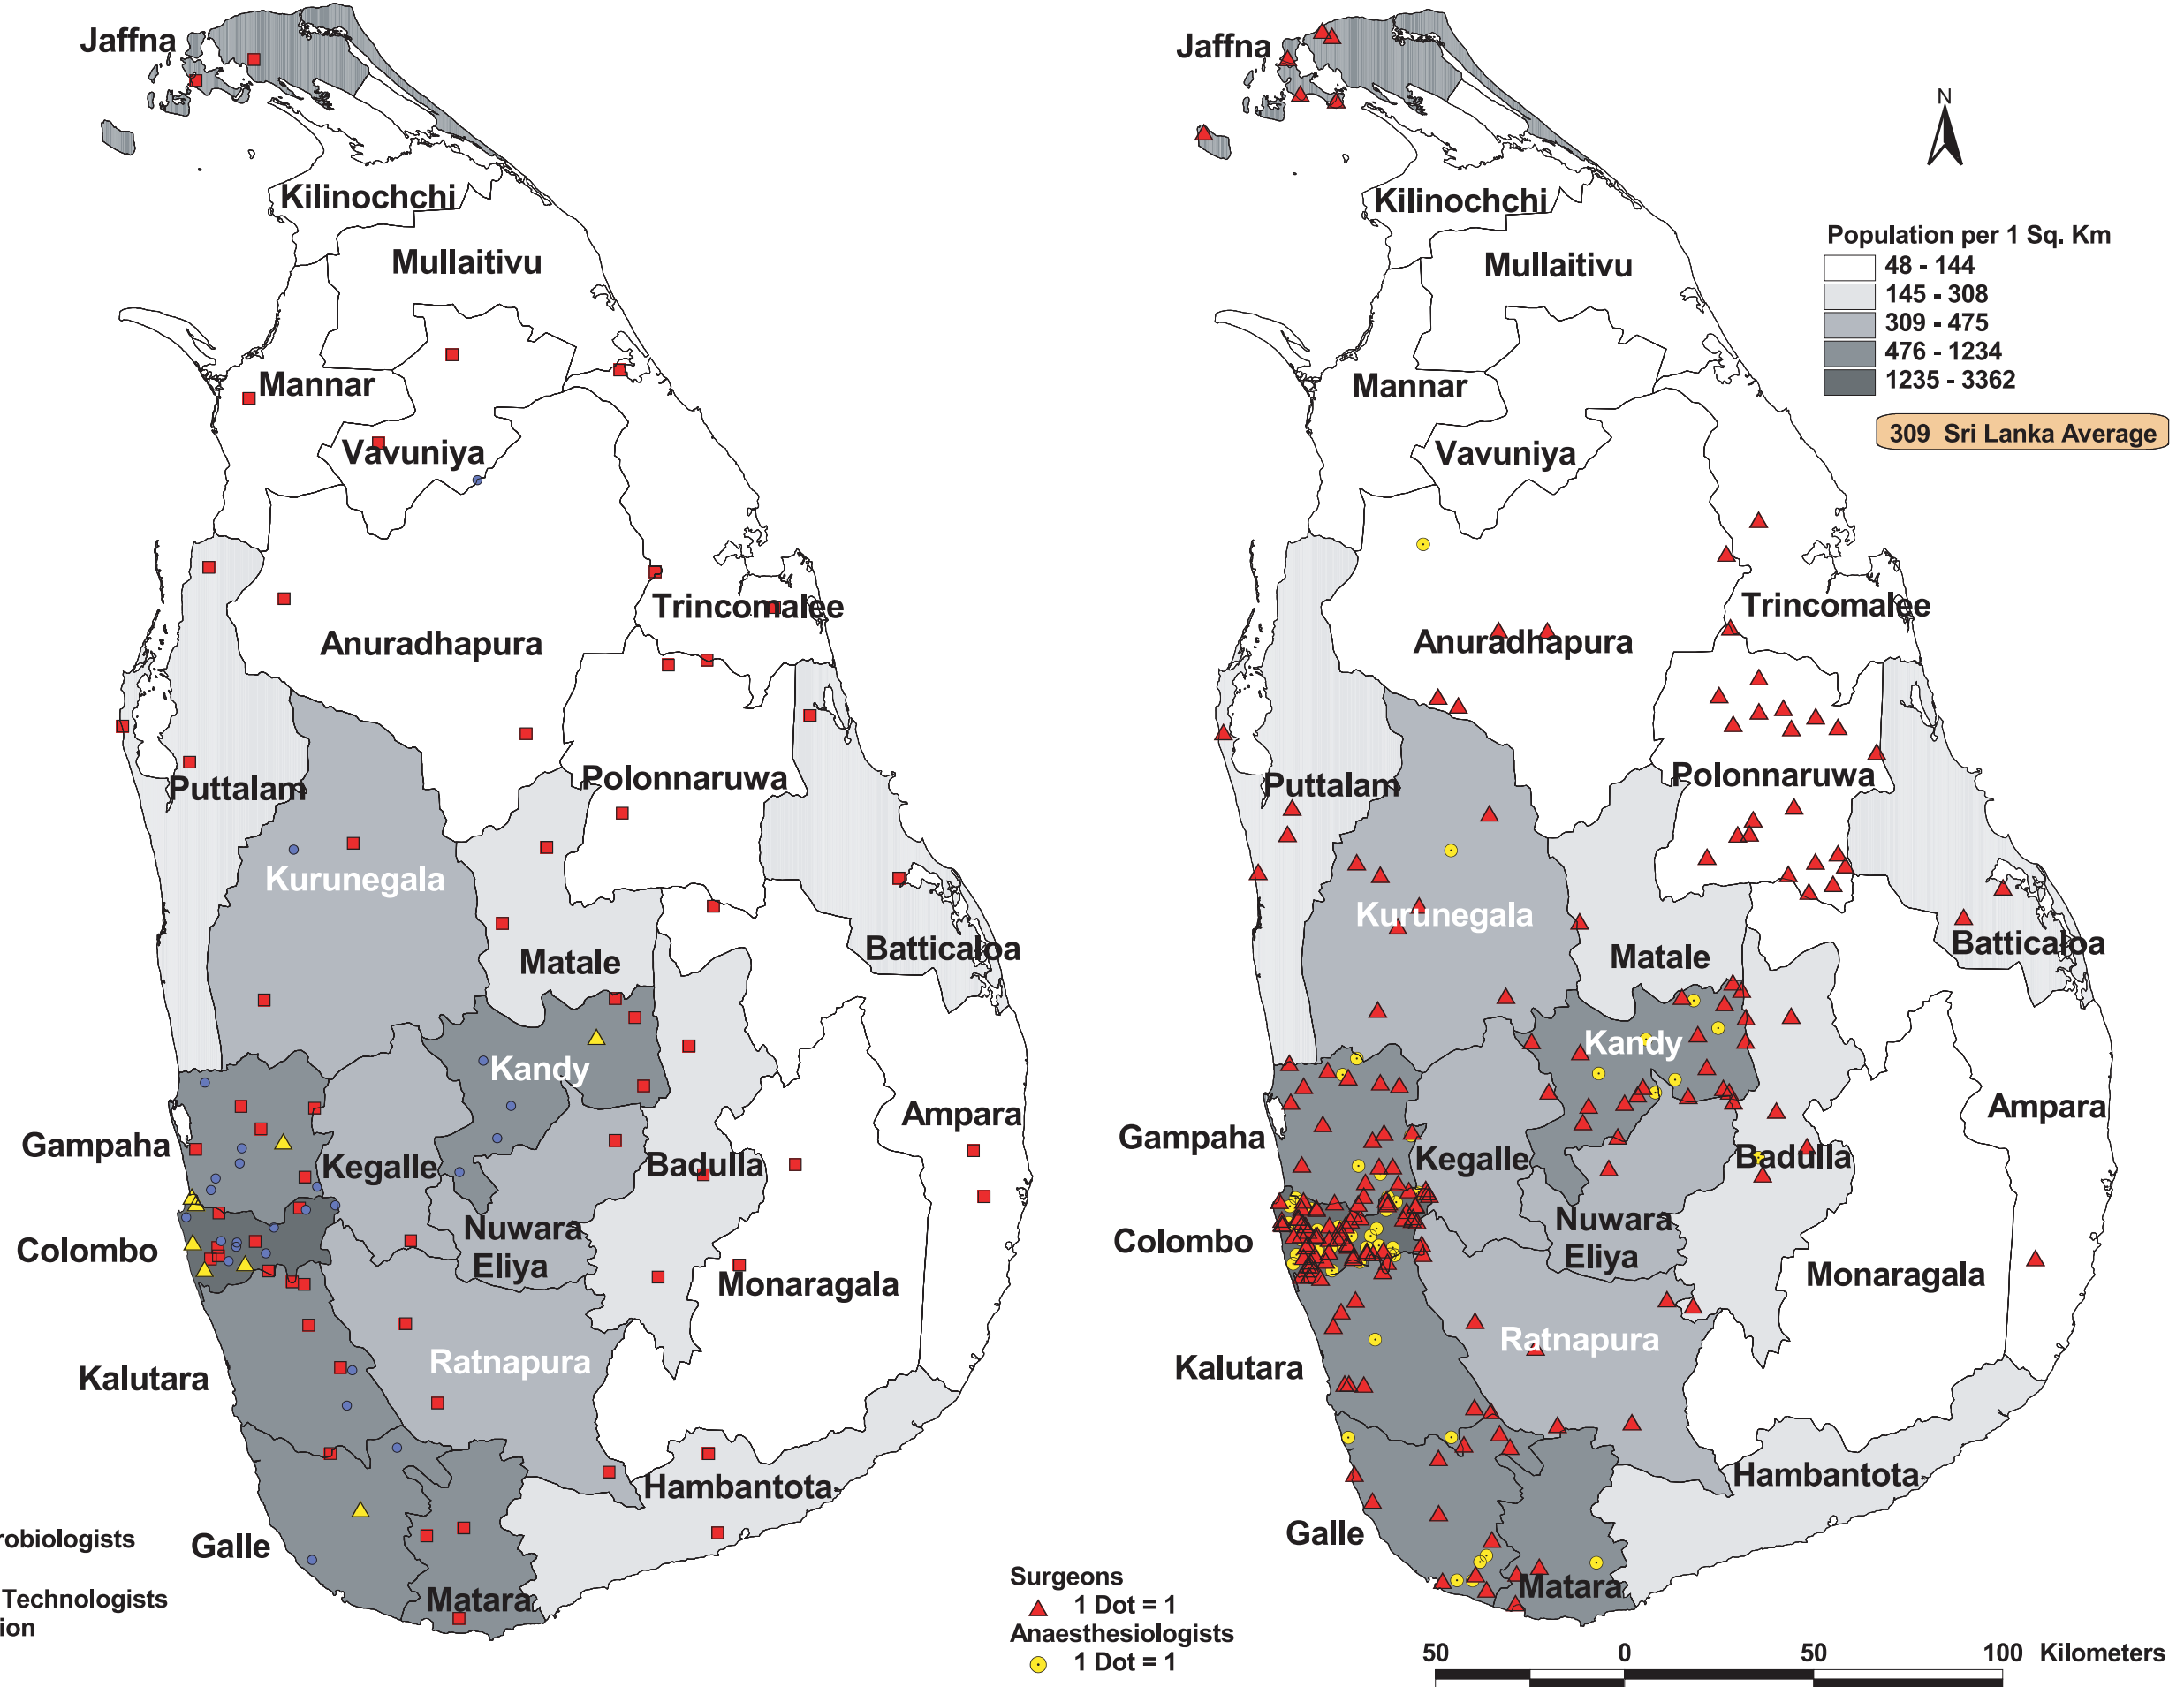 Jaffna
Kilinochchi
Mullaitivu
Mannar
Vavuniya
Trincomalee
Anuradhapura
Puttalam
Polonnaruwa
Kurunegala
Batticaloa
Matale
Kandy
Ampara
Gampaha
Kegalle
Badulla
Nuwara
Eliya
Colombo
Monaragala
Ratnapura
Kalutara
Hambantota
Galle
Matara
robiologists
Technologists
ion
Jaffna
N
Kilinochchi
Mullaitivu
Population per 1 Sq. Km
48 - 144
145 - 308
309 - 475
476 - 1234
1235 - 3362
309 Sri Lanka Average
Mannar
Vavuniya
Trincomalee
Anuradhapura
Puttalam
Polonnaruwa
Kurunegala
Batticaloa
Matale
Kandy
Ampara
Gampaha
Kegalle
Badulla
Nuwara
Eliya
Colombo
Monaragala
Ratnapura
Kalutara
Hambantota
Galle
Matara
Surgeons
1 Dot = 1
Anaesthesiologists
1 Dot = 1
50 0 50 100 Kilometers